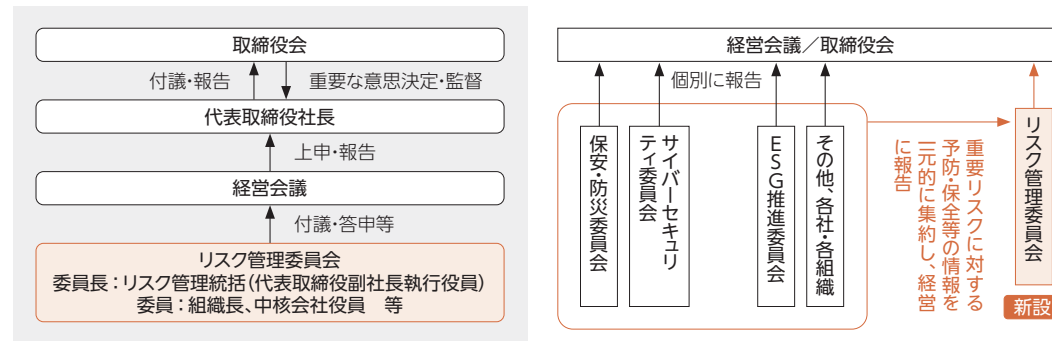 取締役会
付議・報告
重要な意思決定・監督
代表取締役社長
上申・報告
経営会議
付議・答申等
リスク管理委員会
委員長：リスク管理統括（代表取締役副社長執行役員）
委員：組織長、中核会社役員　等
経営会議／取締役会
個別に報告
保安・防災委員会
サイバーセキュリ
ティ委員会
ESG推進委員会
その他、各社・各組織
重要リスクに対する
予防・保全等の情報を
一元的に集約し、経営
に報告
リスク管理委員会
新設